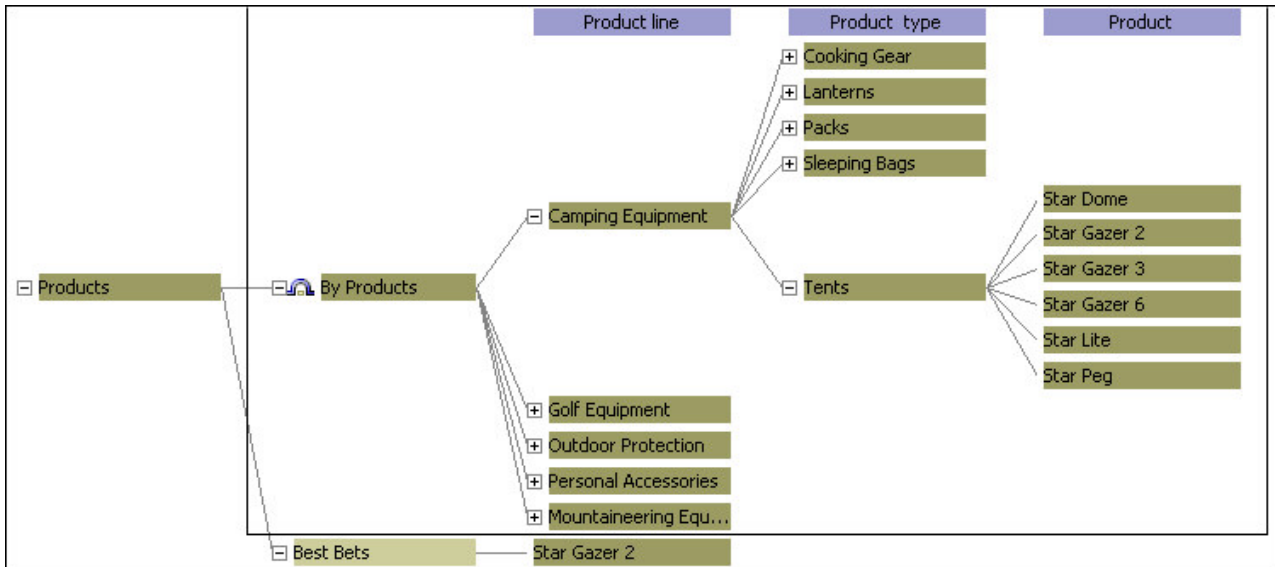 Product line Product type Product
Cooking Gear
Lanterns
Packs
Sleeping Bags
Star Dome
Camping Equipment
Star Gazer 2
Star Gazer 3
Products By Products Tents
Star Gazer 6
Star Lite
Star Peg
Golf Equipment
Outdoor Protection
Personal Accessories
Mountaineering Equ...
Best Bets Star Gazer 2